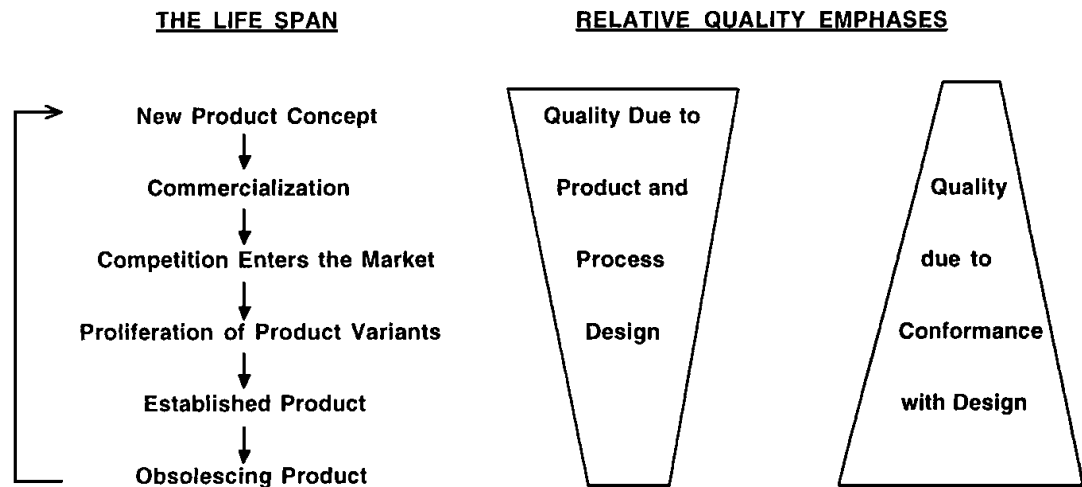 THE LIFE SPAN
RELATIVE QUALITY EMPHASES
New Product Concept
Commercialization
Competition Enters the Market
Proliferation of Product Variants
Established Product
Obsolescing Product
Quality Due to
Product and
Process
Design
Quality
due to
Conformance
with Design